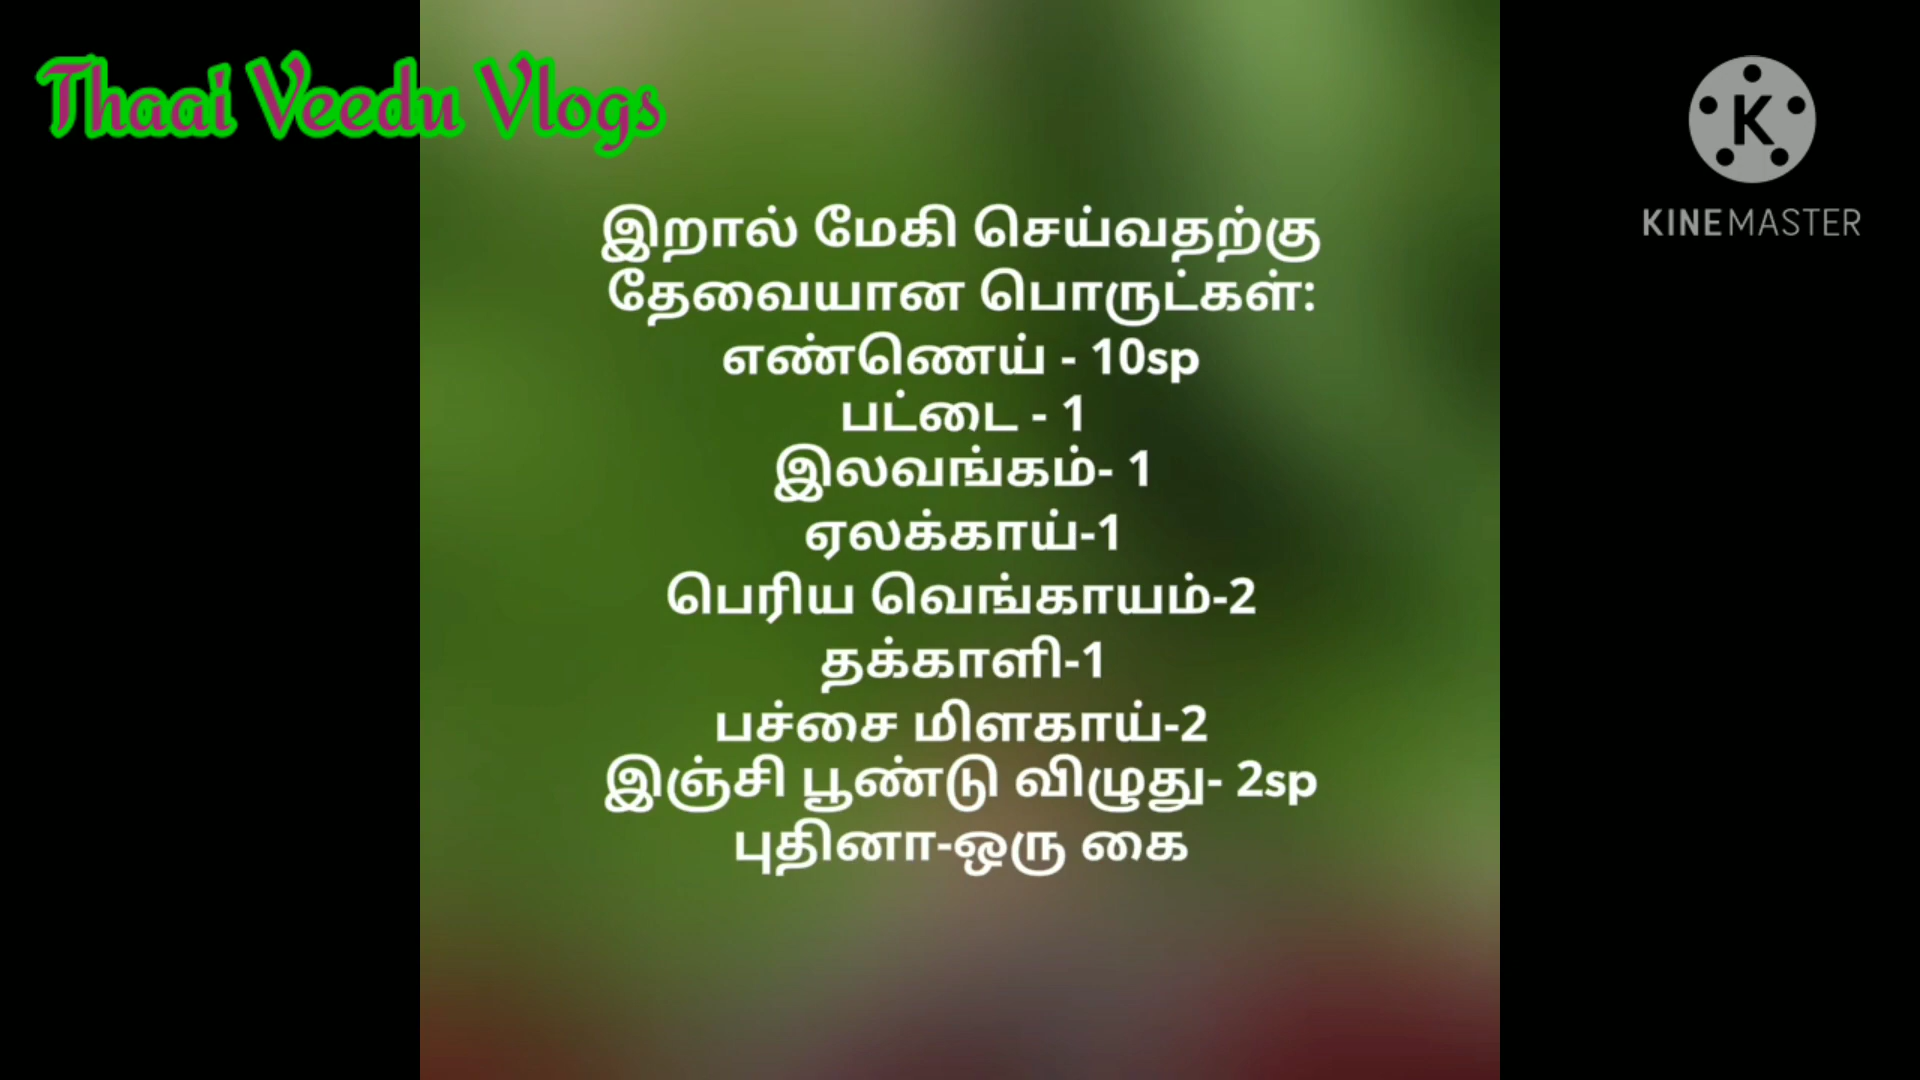 Thaai Veedu Vlogs
K
KINEMASTER
இறால் மேகி செய்வதற்கு
தேவையான பொருட்கள்:
எண்ணெய் - 10sp
பட்டை - 1
இலவங்கம்- 1
ஏலக்காய்-1
பெரிய வெங்காயம்-2
தக்காளி-1
பச்சை மிளகாய்-2
இஞ்சி பூண்டு விழுது- 2sp
புதினா-ஒரு கை